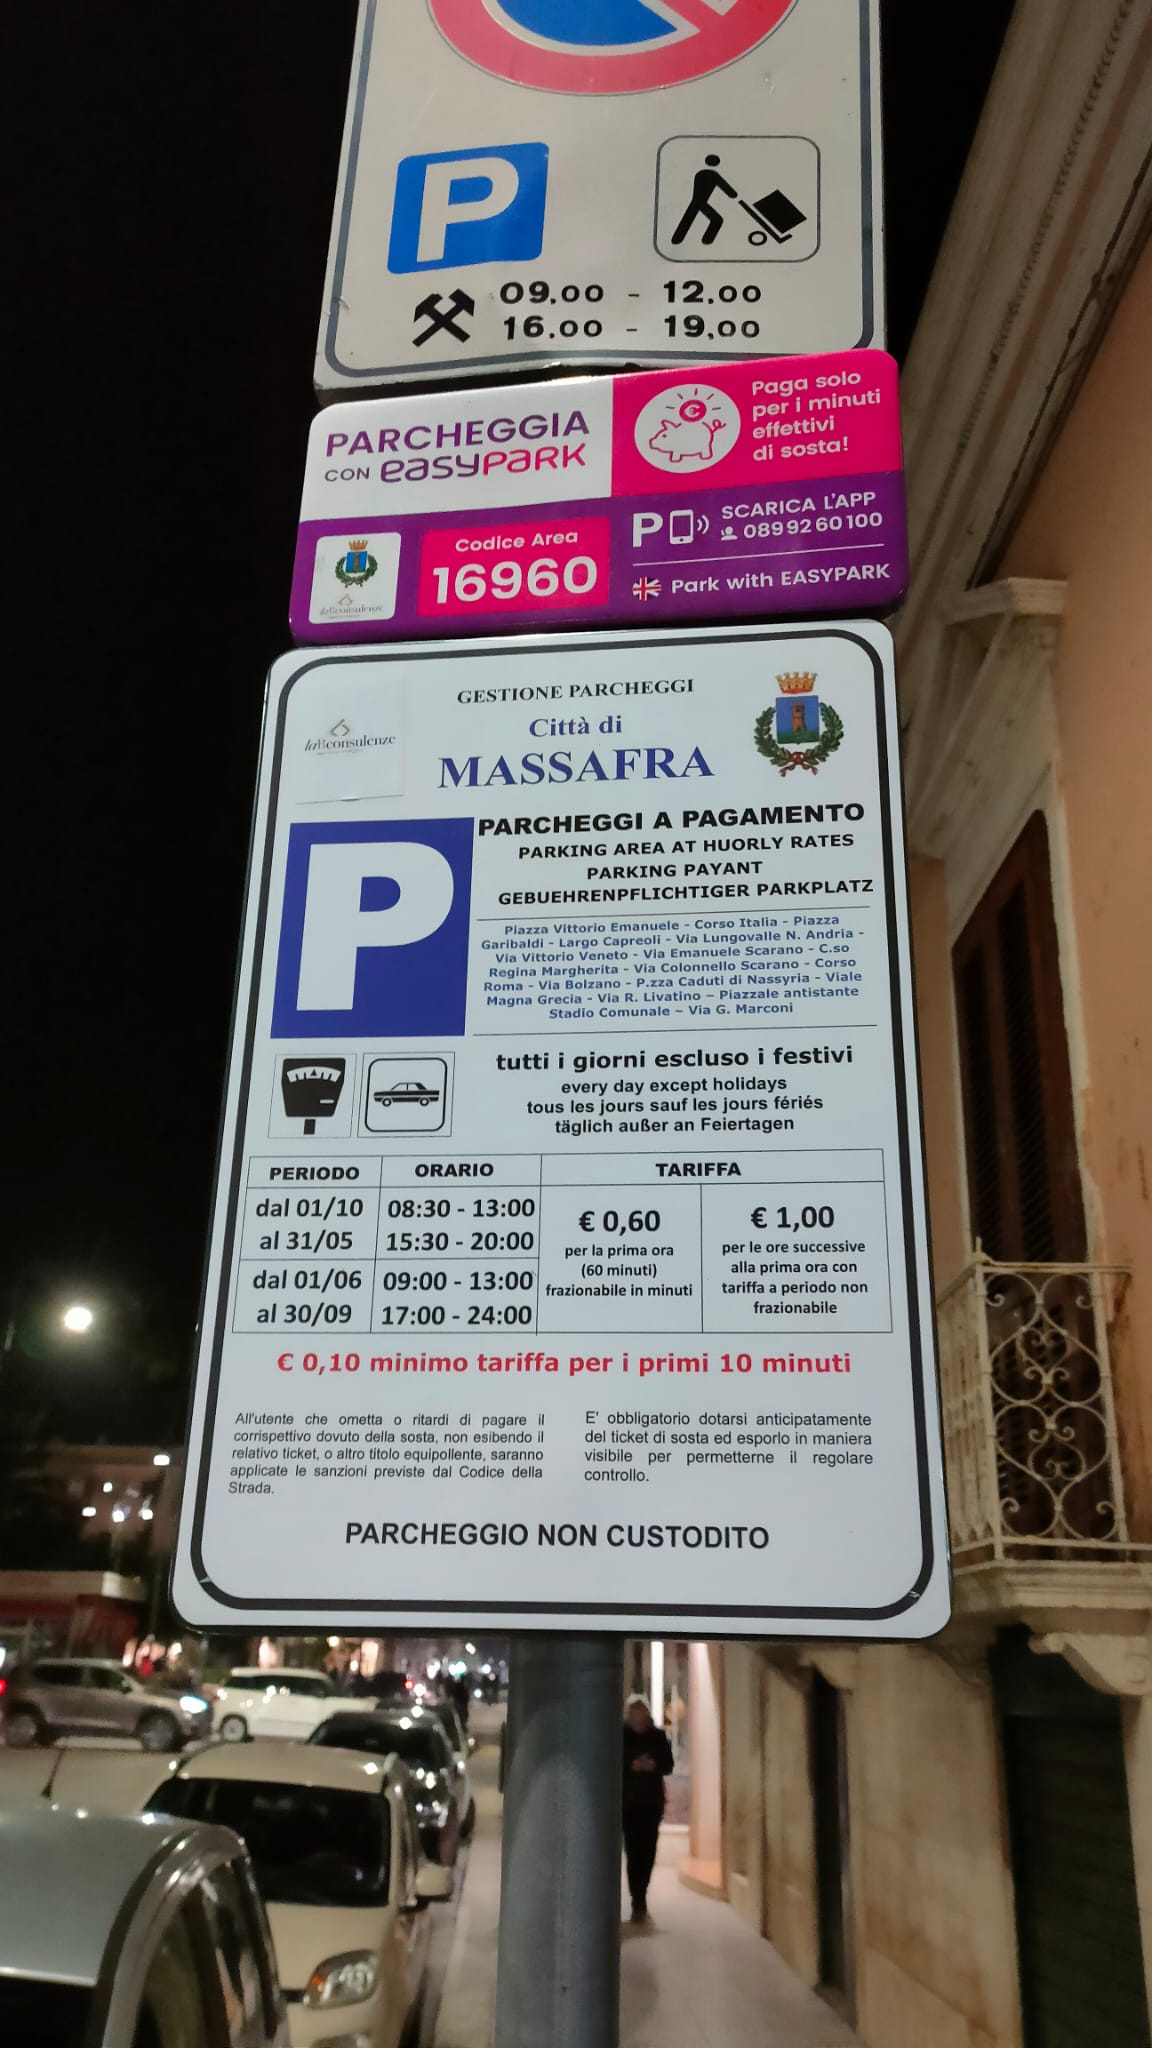 P
09.00 - 12.00
16.00 - 19.00
PARCHEGGIA
CON easypark
Paga solo
per i minuti
effettivi
di sosta!
Codice Area
16960
P
SCARICA L'APP
089 92 60 100
Park with EASYPARK
GESTIONE PARCHEGGI
Città di
MASSAFRA
consulenze
P
PARCHEGGI A PAGAMENTO
PARKING AREA AT HUORLY RATES
PARKING PAYANT
GEBUEHRENPFLICHTIGER PARKPLATZ
Piazza Vittorio Emanuele - Corso Italia - Piazza
Garibaldi - Largo Capreoli - Via Lungovalle N. Andria -
Via Vittorio Veneto - Via Emanuele Scarano - C.so
Regina Margherita - Via Colonnello Scarano - Corso
Roma - Via Bolzano - P.zza Caduti di Nassyria - Viale
Magna Grecia - Via R. Livatino – Piazzale antistante
Stadio Comunale – Via G. Marconi
tutti i giorni escluso i festivi
every day except holidays
tous les jours sauf les jours fériés
täglich außer an Feiertagen
PERIODO ORARIO TARIFFA
dal 01/10 08:30 - 13:00
al 31/05 15:30 - 20:00
dal 01/06 09:00 - 13:00
al 30/09 17:00 - 24:00
€ 0,60
per la prima ora
(60 minuti)
frazionabile in minuti
€ 1,00
per le ore successive
alla prima ora con
tariffa a periodo non
frazionabile
€ 0,10 minimo tariffa per i primi 10 minuti
All'utente che ometta o ritardi di pagare il
corrispettivo dovuto della sosta, non esibendo il
relativo ticket, o altro titolo equipollente, saranno
applicate le sanzioni previste dal Codice della
Strada.
E' obbligatorio dotarsi anticipatamente
del ticket di sosta ed esporlo in maniera
visibile per permetterne il regolare
controllo.
PARCHEGGIO NON CUSTODITO